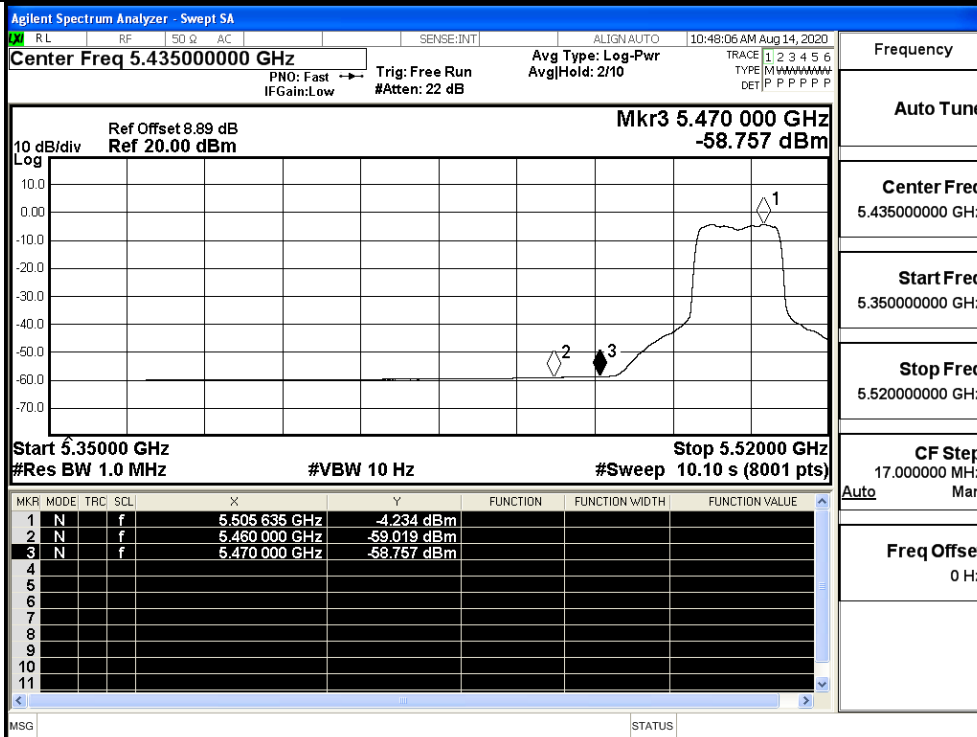 Agilent Spectrum Analyzer - Swept SA
LXI RL RF 50 Ω AC SENSE:INT ALIGN AUTO 10:48:06 AM Aug 14, 2020
Center Freq 5.435000000 GHz
PNO: Fast
IFGain:Low
Trig: Free Run
#Atten: 22 dB
Avg Type: Log-Pwr
Avg|Hold: 2/10
TRACE 1 2 3 4 5 6
TYPE M
DET P P P P P P
Frequency
Mkr3 5.470 000 GHz
-58.757 dBm
Ref Offset 8.89 dB
10 dB/div Ref 20.00 dBm
Log
10.0
0.00
-10.0
-20.0
-30.0
-40.0
-50.0
-60.0
-70.0
1
2
3
Start 5.35000 GHz Stop 5.52000 GHz
#Res BW 1.0 MHz #VBW 10 Hz #Sweep 10.10 s (8001 pts)
MKR MODE TRC SCL X Y FUNCTION FUNCTION WIDTH FUNCTION VALUE
1 N f 5.505 635 GHz -4.234 dBm
2 N f 5.460 000 GHz -59.019 dBm
3 N f 5.470 000 GHz -58.757 dBm
4
5
6
7
8
9
10
11
MSG STATUS
Auto Tune
Center Freq
5.435000000 GHz
Start Freq
5.350000000 GHz
Stop Freq
5.520000000 GHz
CF Step
17.000000 MHz
Auto Man
Freq Offset
0 Hz